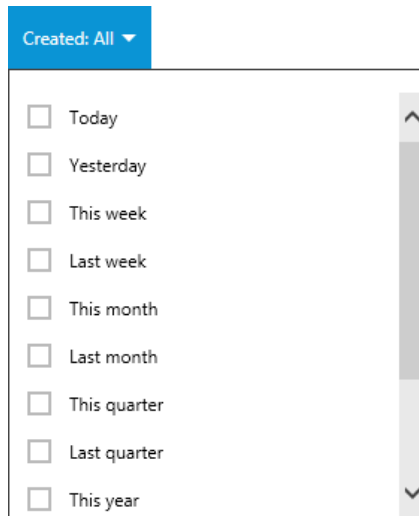 Created: All
Today
Yesterday
This week
Last week
This month
Last month
This quarter
Last quarter
This year